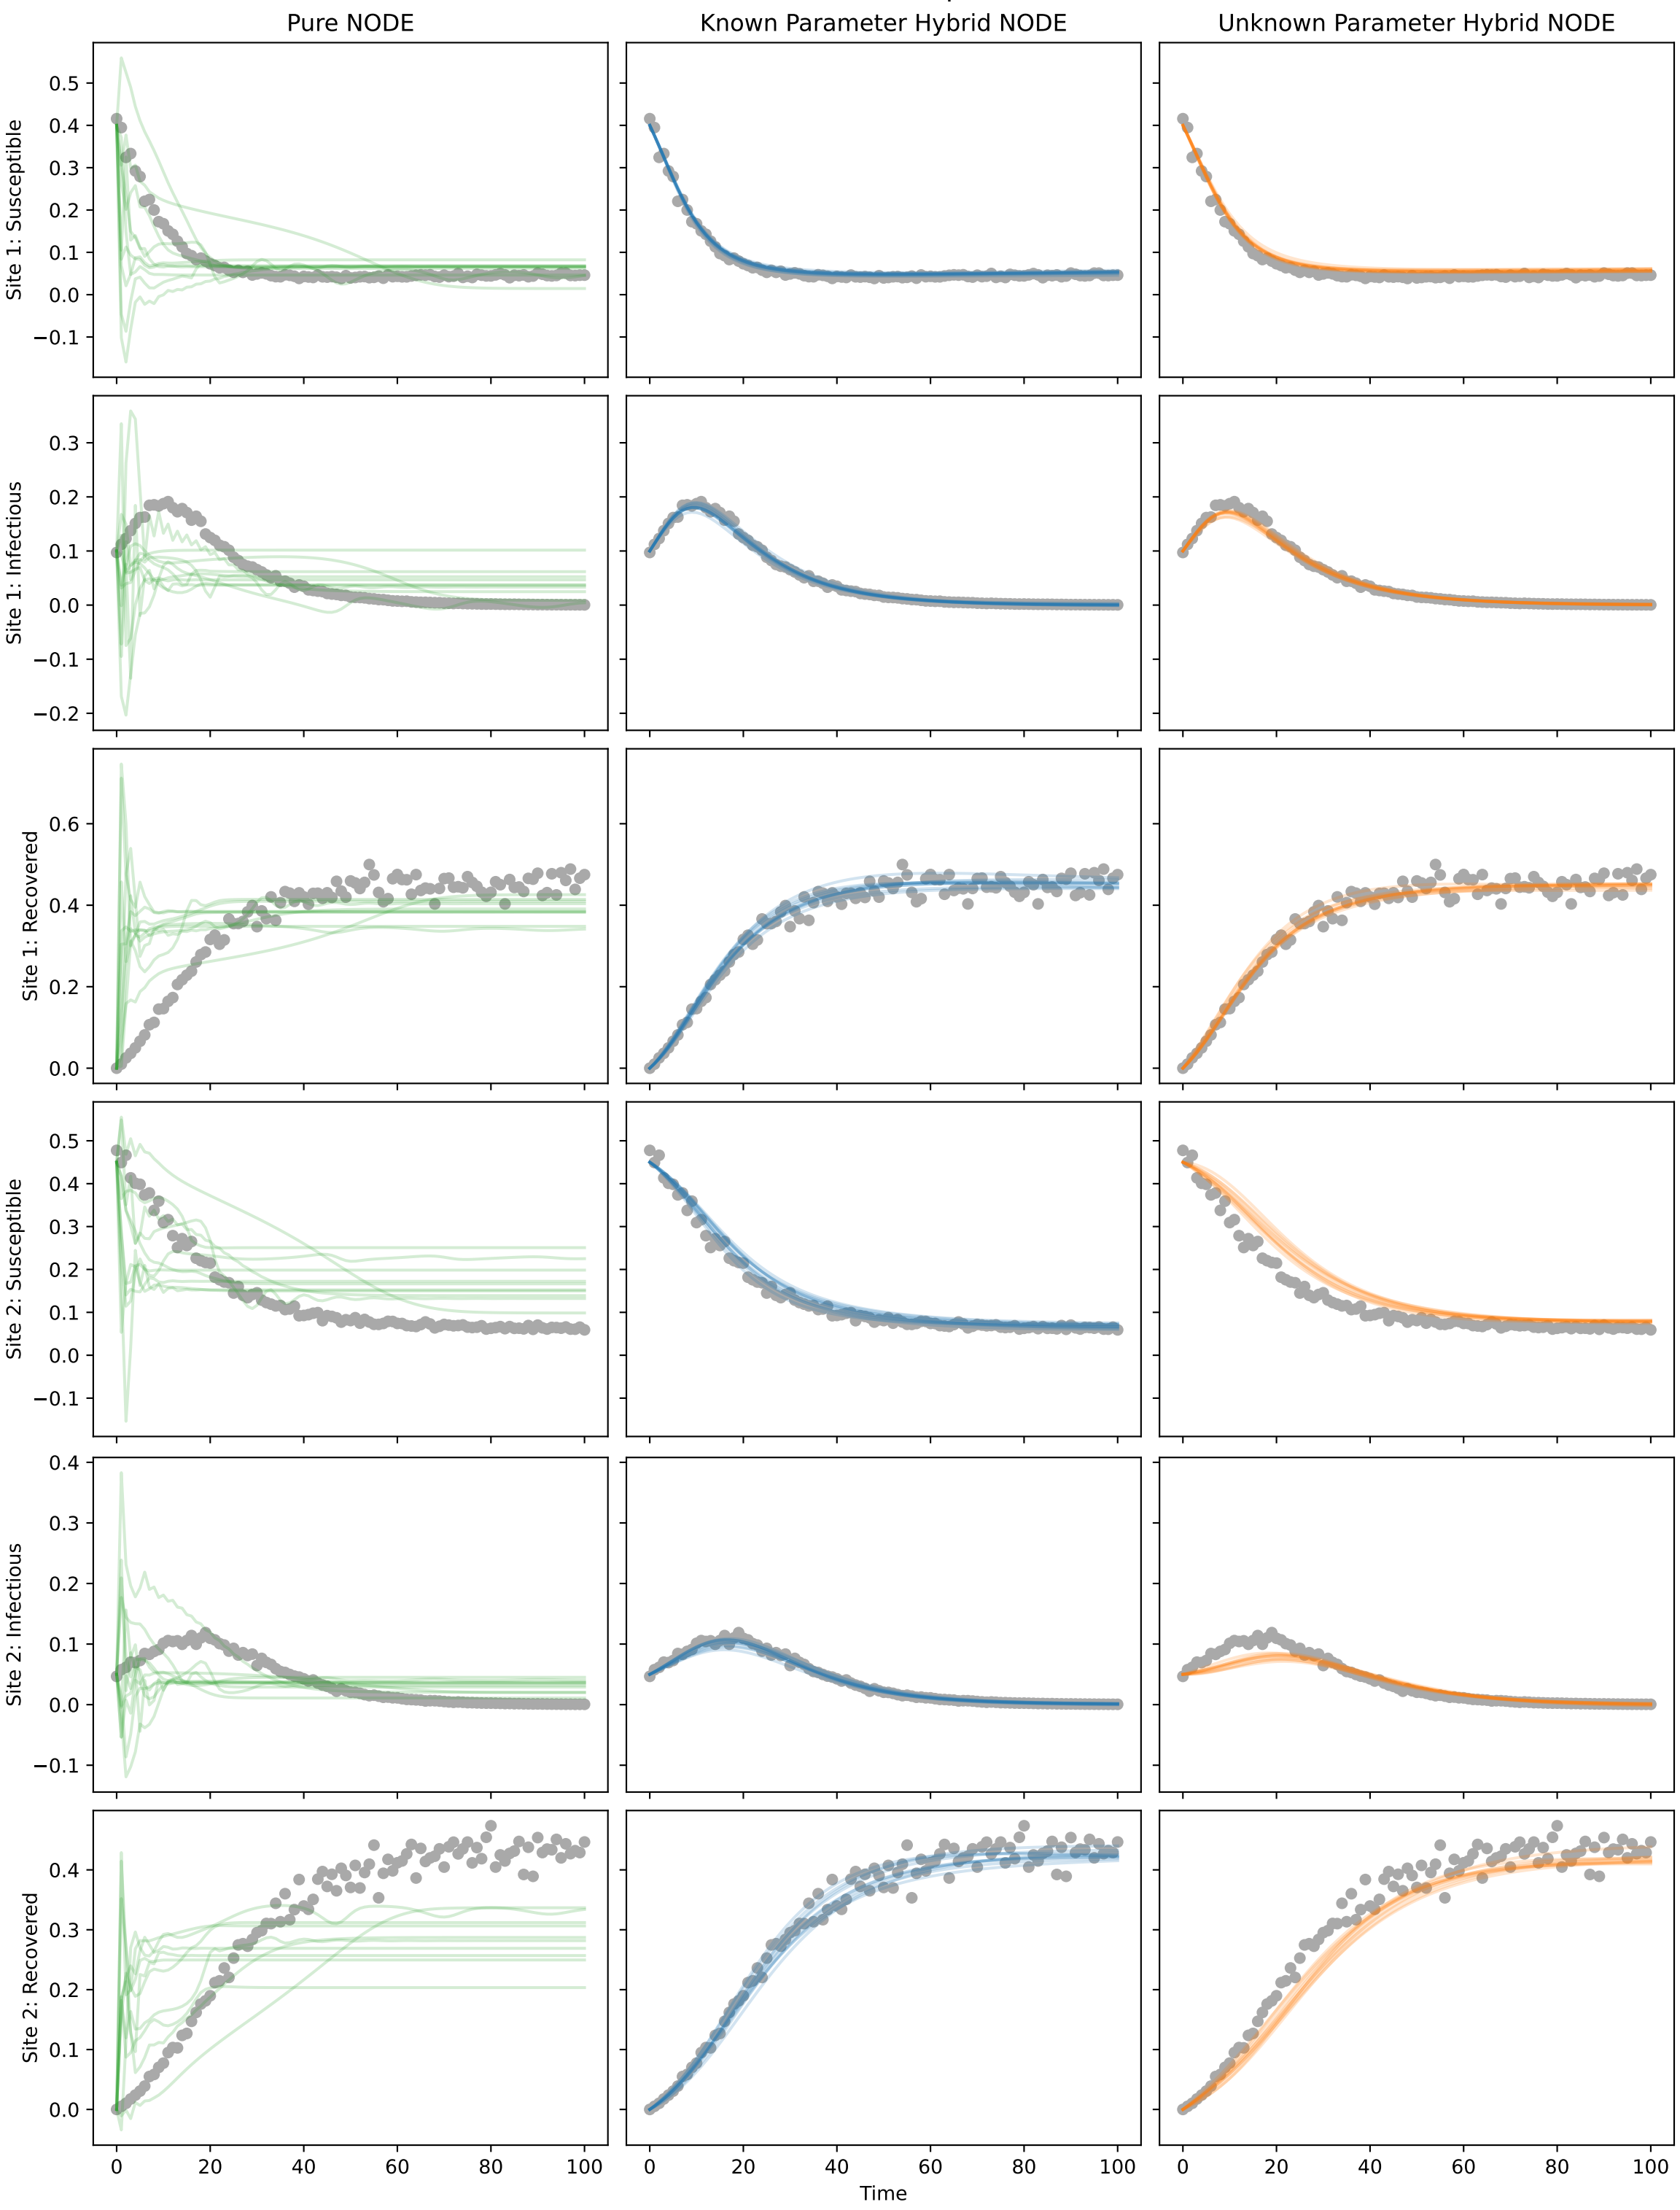 Pure NODE
Known Parameter Hybrid NODE
Unknown Parameter Hybrid NODE
Site 1: Susceptible
0.5
0.4
0.3
0.2
0.1
0.0
−0.1
Site 1: Infectious
0.3
0.2
0.1
0.0
−0.1
−0.2
Site 1: Recovered
0.6
0.4
0.2
0.0
Site 2: Susceptible
0.5
0.4
0.3
0.2
0.1
0.0
−0.1
Site 2: Infectious
0.4
0.3
0.2
0.1
0.0
−0.1
Site 2: Recovered
0.4
0.3
0.2
0.1
0.0
0 20 40 60 80 100
0 20 40 60 80 100
0 20 40 60 80 100
Time